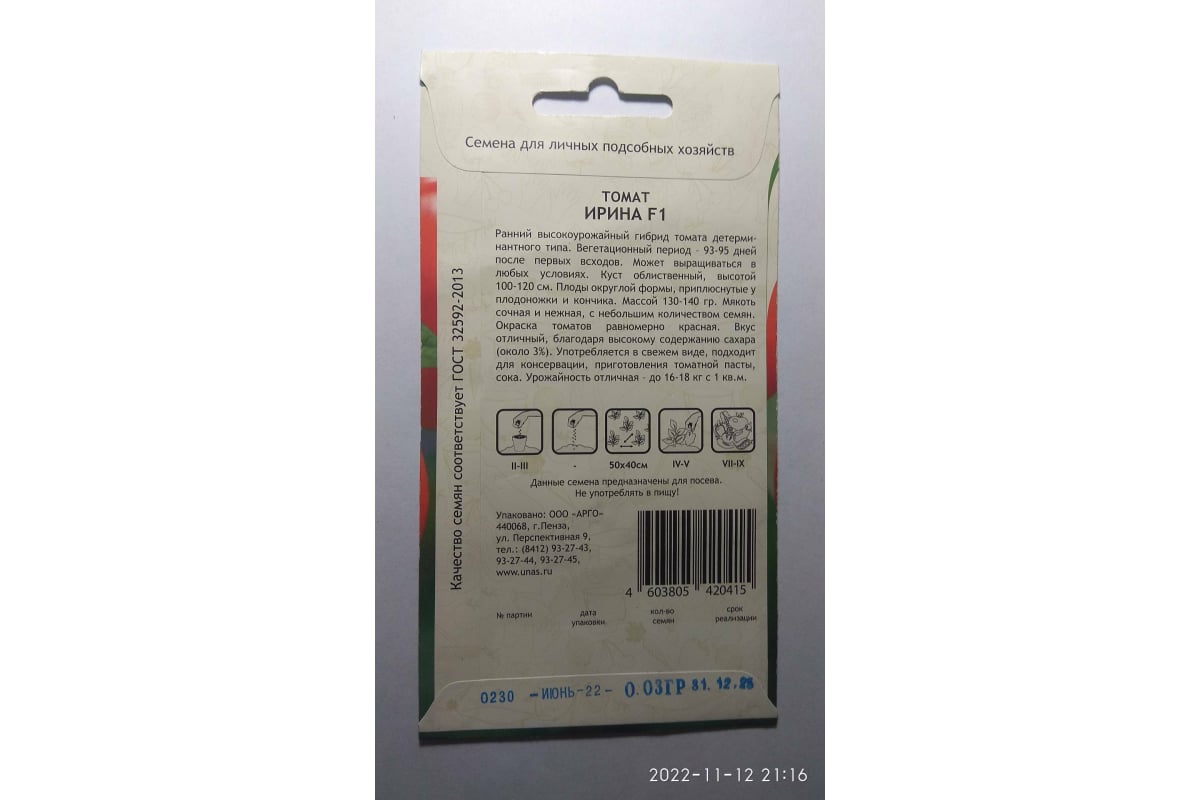 Семена для личных подсобных хозяйств
ТОМАТ
ИРИНА F1
Ранний высокоурожайный гибрид томата детерми-
нантного типа. Вегетационный период - 93-95 дней
после первых всходов. Может выращиваться в
любых условиях. Куст облиственный, высотой
100-120 см. Плоды округлой формы, приплюснутые у
плодоножки и кончика. Массой 130-140 гр. Мякоть
сочная и нежная, с небольшим количеством семян.
Окраска томатов равномерно красная. Вкус
отличный, благодаря высокому содержанию сахара
(около 3%). Употребляется в свежем виде, подходит
для консервации, приготовления томатной пасты,
сока. Урожайность отличная - до 16-18 кг с 1 кв.м.
Качество семян соответствует ГОСТ 32592-2013
II-III - 50х40см IV-V VII-IX
Данные семена предназначены для посева.
Не употреблять в пищу!
Упаковано: ООО «АРГО»
440068, г.Пенза,
ул. Перспективная 9,
тел.: (8412) 93-27-43,
93-27-44, 93-27-45,
www.unas.ru
4 603805 420415
№ партии дата упаковки кол-во семян срок реализации
0230 -ИЮНЬ-22- 0.03ГР 31.12.
2022-11-12 21:16